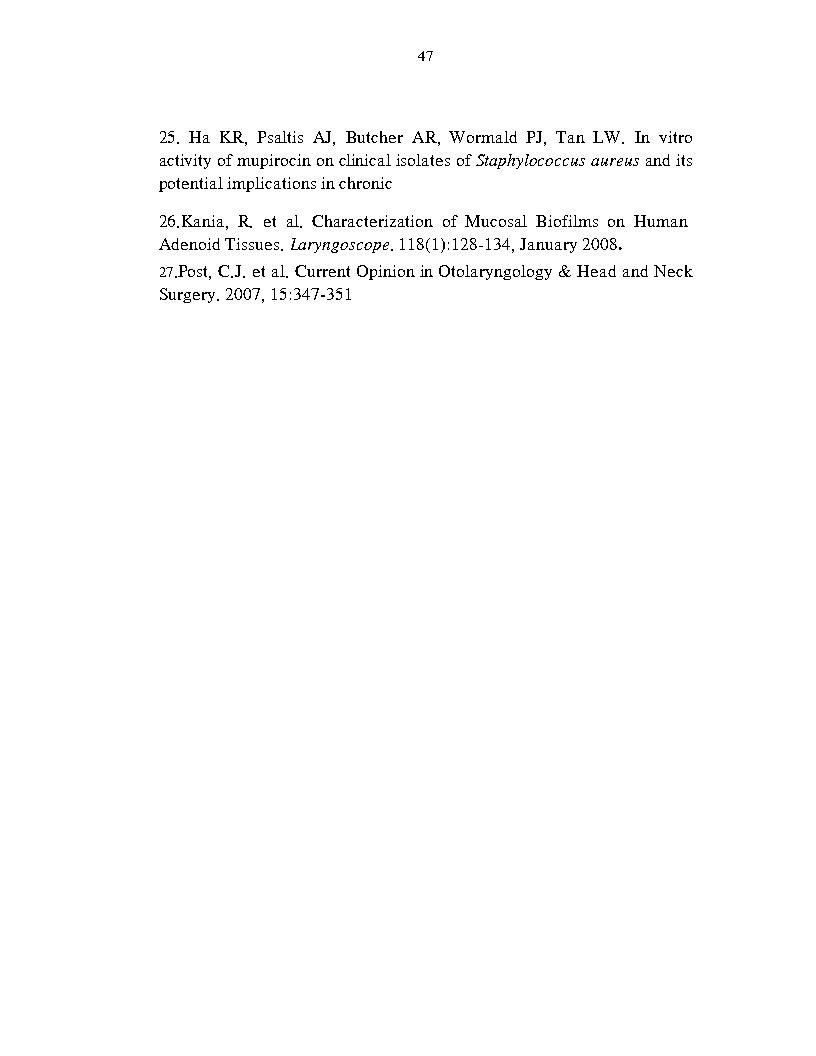 47
25. Ha KR, Psaltis AJ, Butcher AR, Wormald PJ, Tan LW. In vitro
activity of mupirocin on clinical isolates of Staphylococcus aureus and its
potential implications in chronic
26.Kania, R. et al. Characterization of Mucosal Biofilms on Human
Adenoid Tissues. Laryngoscope. 118(1):128-134, January 2008.
27.Post, C.J. et al. Current Opinion in Otolaryngology & Head and Neck
Surgery. 2007, 15:347-351